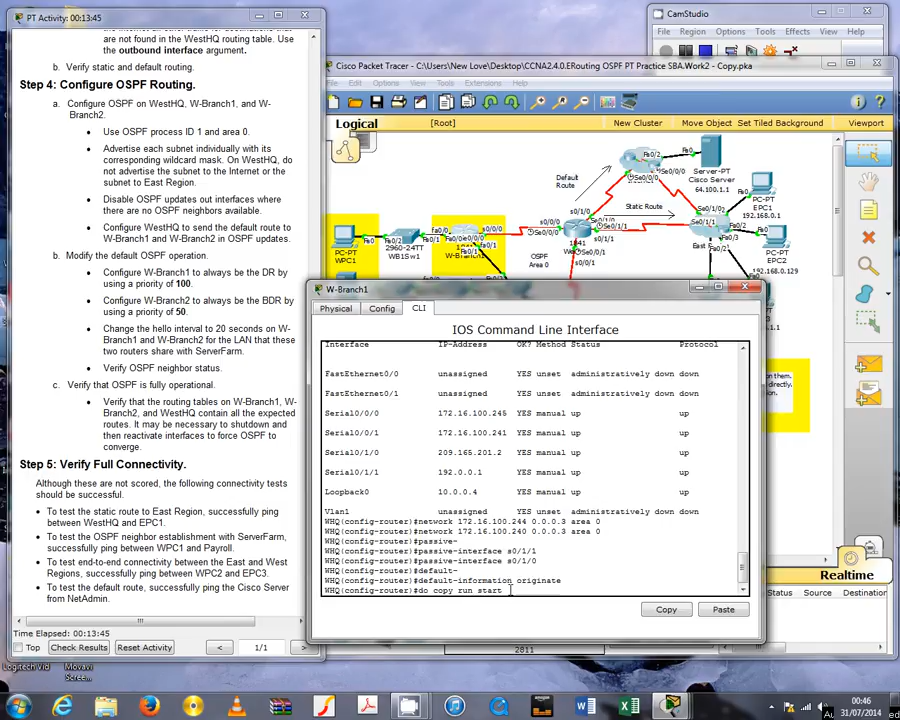 PT Activity: 00:13:45
that are not found in the WestHQ routing table. Use
the outbound interface argument.
b. Verify static and default routing.
Step 4: Configure OSPF Routing.
a. Configure OSPF on WestHQ, W-Branch1, and W-
Branch2.
• Use OSPF process ID 1 and area 0.
• Advertise each subnet individually with its
corresponding wildcard mask. On WestHQ, do
not advertise the subnet to the Internet or the
subnet to East Region.
• Disable OSPF updates out interfaces where
there are no OSPF neighbors available.
• Configure WestHQ to send the default route to
W-Branch1 and W-Branch2 in OSPF updates.
b. Modify the default OSPF operation.
• Configure W-Branch1 to always be the DR by
using a priority of 100.
• Configure W-Branch2 to always be the BDR by
using a priority of 50.
• Change the hello interval to 20 seconds on W-
Branch1 and W-Branch2 for the LAN that these
two routers share with ServerFarm.
• Verify OSPF neighbor status.
c. Verify that OSPF is fully operational.
• Verify that the routing tables on W-Branch1, W-
Branch2, and WestHQ contain all the expected
routes. It may be necessary to shutdown and
then reactivate interfaces to force OSPF to
converge.
Step 5: Verify Full Connectivity.
Although these are not scored, the following connectivity tests
should be successful.
• To test the static route to East Region, successfully ping
between WestHQ and EPC1.
• To test the OSPF neighbor establishment with ServerFarm,
successfully ping between WPC1 and Payroll.
• To test end-to-end connectivity between the East and West
Regions, successfully ping between WPC2 and EPC3.
• To test the default route, successfully ping the Cisco Server
from NetAdmin.
Time Elapsed: 00:13:45
Top
Check Results
Reset Activity
<
1/1
>
CamStudio
File Region Options Tools Effects View Help
Cisco Packet Tracer - C:\Users\New Love\Desktop\CCNA2.4.0.ERouting OSPF PT Practice SBA.Work2 - Copy.pka
File Edit Options View Tools Extensions Help
Logical
[Root]
New Cluster
Move Object
Set Tiled Background
Viewport
Default
Route
Static Route
Fa0/2
Se0/0/0
Fa0
Server-PT
Cisco Server
64.100.1.1
PC-PT
EPC1
192.168.0.1
PC-PT
EPC2
192.168.0.129
PC-PT
WPC1
2960-24TT
WB1Sw1
OSPF
Area 0
s0/1/0
s0/0/0
s0/1/1
s0/0/1
1841
East
W-Branch1
Physical
Config
CLI
IOS Command Line Interface
Interface IP-Address OK? Method Status Protocol
FastEthernet0/0 unassigned YES unset administratively down down
FastEthernet0/1 unassigned YES unset administratively down down
Serial0/0/0 172.16.100.245 YES manual up up
Serial0/0/1 172.16.100.241 YES manual up up
Serial0/1/0 209.165.201.2 YES manual up up
Serial0/1/1 192.0.0.1 YES manual up up
Loopback0 10.0.0.4 YES manual up up
Vlan1 unassigned YES unset administratively down down
WHQ(config-router)#network 172.16.100.244 0.0.0.3 area 0
WHQ(config-router)#network 172.16.100.240 0.0.0.3 area 0
WHQ(config-router)#passive-
WHQ(config-router)#passive-interface s0/1/1
WHQ(config-router)#passive-interface s0/1/0
WHQ(config-router)#default-
WHQ(config-router)#default-information originate
WHQ(config-router)#do copy run start
Copy
Paste
Realtime
Source
Destination
2811
Logitech Vid
Movavi
Scree...
00:46
31/07/2014